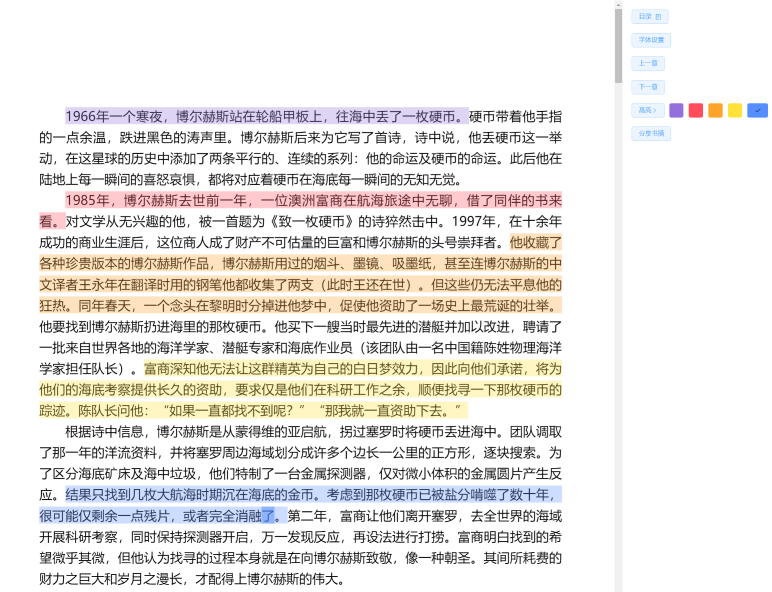 1966年一个寒夜，博尔赫斯站在轮船甲板上，往海中丢了一枚硬币。硬币带着他手指
的一点余温，跌进黑色的涛声里。博尔赫斯后来为它写了首诗，诗中说，他丢硬币这一举
动，在这星球的历史中添加了两条平行的、连续的系列：他的命运及硬币的命运。此后他在
陆地上每一瞬间的喜怒哀惧，都将对应着硬币在海底每一瞬间的无知无觉。
1985年，博尔赫斯去世前一年，一位澳洲富商在航海旅途中无聊，借了同伴的书来
看。对文学从无兴趣的他，被一首题为《致一枚硬币》的诗猝然击中。1997年，在十余年
成功的商业生涯后，这位商人成了财产不可估量的巨富和博尔赫斯的头号崇拜者。他收藏了
各种珍贵版本的博尔赫斯作品，博尔赫斯用过的烟斗、墨镜、吸墨纸，甚至连博尔赫斯的中
文译者王永年在翻译时用的钢笔他都收集了两支（此时王还在世）。但这些仍无法平息他的
狂热。同年春天，一个念头在黎明时分掉进他梦中，促使他资助了一场史上最荒诞的壮举。
他要找到博尔赫斯扔进海里的那枚硬币。他买下一艘当时最先进的潜艇并加以改进，聘请了
一批来自世界各地的海洋学家、潜艇专家和海底作业员（该团队由一名中国籍陈姓物理海洋
学家担任队长）。富商深知他无法让这群精英为自己的白日梦效力，因此向他们承诺，将为
他们的海底考察提供长久的资助，要求仅是他们在科研工作之余，顺便找寻一下那枚硬币的
踪迹。陈队长问他：“如果一直都找不到呢？”“那我就一直资助下去。”
根据诗中信息，博尔赫斯是从蒙得维的亚启航，拐过塞罗时将硬币丢进海中。团队调取
了那一年的洋流资料，并将塞罗周边海域划分成许多个边长一公里的正方形，逐块搜索。为
了区分海底矿床及海中垃圾，他们特制了一台金属探测器，仅对微小体积的金属圆片产生反
应。结果只找到几枚大航海时期沉在海底的金币。考虑到那枚硬币已被盐分啃噬了数十年，
很可能仅剩余一点残片，或者完全消融了。第二年，富商让他们离开塞罗，去全世界的海域
开展科研考察，同时保持探测器开启，万一发现反应，再设法进行打捞。富商明白找到的希
望微乎其微，但他认为找寻的过程本身就是在向博尔赫斯致敬，像一种朝圣。其间所耗费的
财力之巨大和岁月之漫长，才配得上博尔赫斯的伟大。
目录
字体设置
上一章
下一章
高亮 >
分享书摘